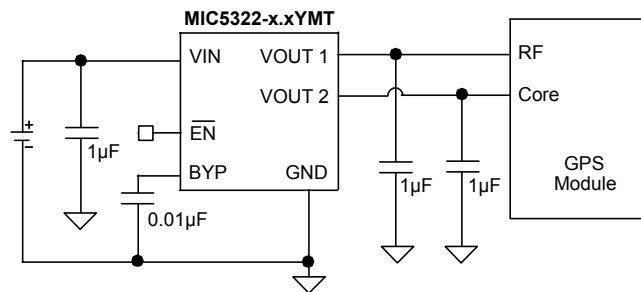 MIC5322-x.xYMT
VIN
VOUT 1
VOUT 2
EN
BYP
GND
RF
Core
GPS
Module
+
-
1µF
0.01µF
1µF
1µF